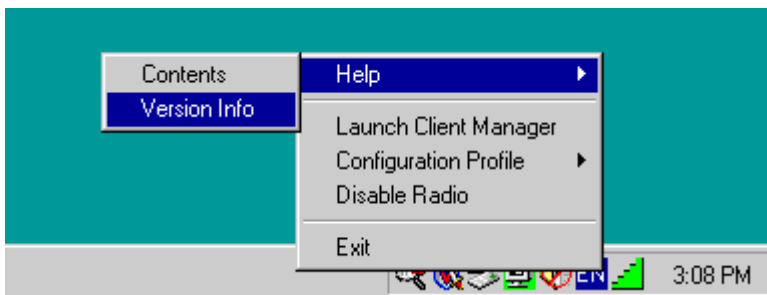 Contents
Version Info
Help
Launch Client Manager
Configuration Profile
Disable Radio
Exit
EN
3:08 PM